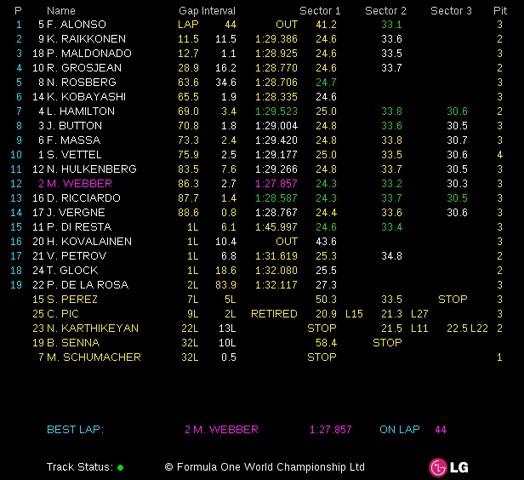 P Name Gap Interval Sector 1 Sector 2 Sector 3 P
1 5 F. ALONSO LAP 44 OUT 41.2 33.1 3
2 9 K. RAIKKONEN 11.5 11.5 1:29.386 24.6 33.6 2
3 18 P. MALDONADO 12.7 1.1 1:28.925 24.6 33.5 3
4 10 R. GROSJEAN 28.9 16.2 1:28.770 24.6 33.7 2
5 8 N. ROSBERG 63.6 34.6 1:28.706 24.7 3
6 14 K. KOBAYASHI 65.5 1.9 1:28.335 24.6 3
7 4 L. HAMILTON 69.0 3.4 1:29.523 25.0 33.8 30.6 2
8 3 J. BUTTON 70.8 1.8 1:29.004 24.8 33.6 30.5 3
9 6 F. MASSA 73.3 2.4 1:29.420 24.8 33.8 30.7 3
10 1 S. VETTEL 75.9 2.5 1:29.177 25.0 33.5 30.6 4
11 12 N. HULKENBERG 83.5 7.6 1:29.266 24.8 33.7 30.5 3
12 2 M. WEBBER 86.3 2.7 1:27.857 24.3 33.2 30.3 3
13 16 D. RICCIARDO 87.7 1.4 1:28.587 24.3 33.7 30.5 3
14 17 J. VERGNE 88.6 0.8 1:28.767 24.4 33.6 30.6 3
15 11 P. DI RESTA 1L 6.1 1:45.997 24.6 33.4 3
16 20 H. KOVALAINEN 1L 10.4 OUT 43.6 3
17 21 V. PETROV 1L 6.8 1:31.619 25.3 34.8 2
18 24 T. GLOCK 1L 18.6 1:32.080 25.5 2
19 22 P. DE LA ROSA 2L 83.9 1:32.117 27.3 3
15 S. PEREZ 7L 5L 50.3 33.5 STOP 3
25 C. PIC 9L 2L RETIRED 20.9 L15 21.3 L27 3
23 N. KARTHIKEYAN 22L 13L STOP 21.5 L11 22.5 L22 2
19 B. SENNA 32L 10L 58.4 STOP
7 M. SCHUMACHER 32L 0.5 STOP 1
BEST LAP: 2 M. WEBBER 1:27.857 ON LAP 44
Track Status: © Formula One World Championship Ltd LG